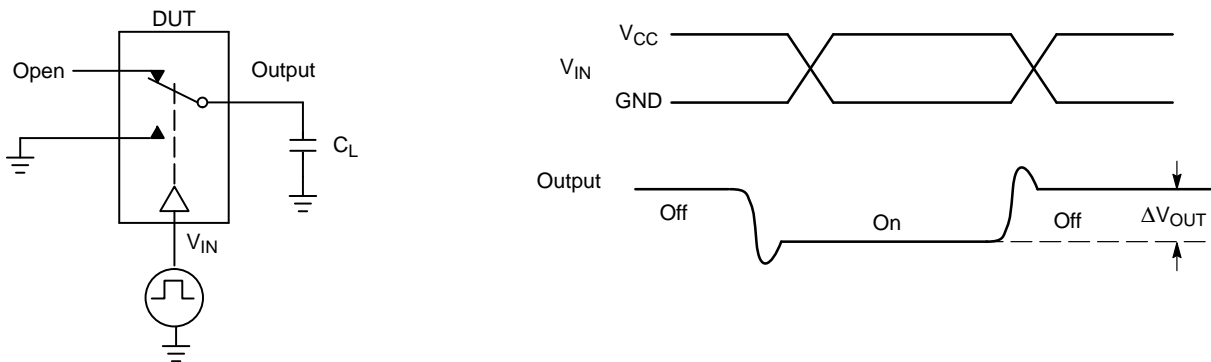 DUT
Open
Output
C_L
V_IN
V_CC
V_IN
GND
Output
Off
On
Off
ΔV_OUT